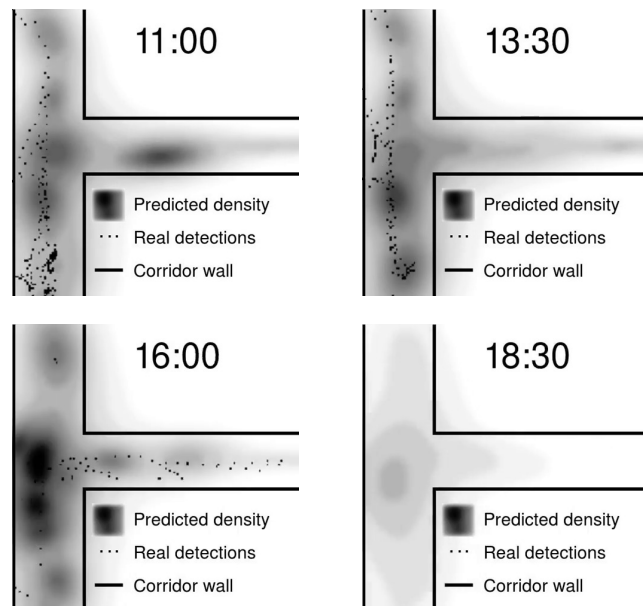 11:00
Predicted density
Real detections
Corridor wall
13:30
Predicted density
Real detections
Corridor wall
16:00
Predicted density
Real detections
Corridor wall
18:30
Predicted density
Real detections
Corridor wall